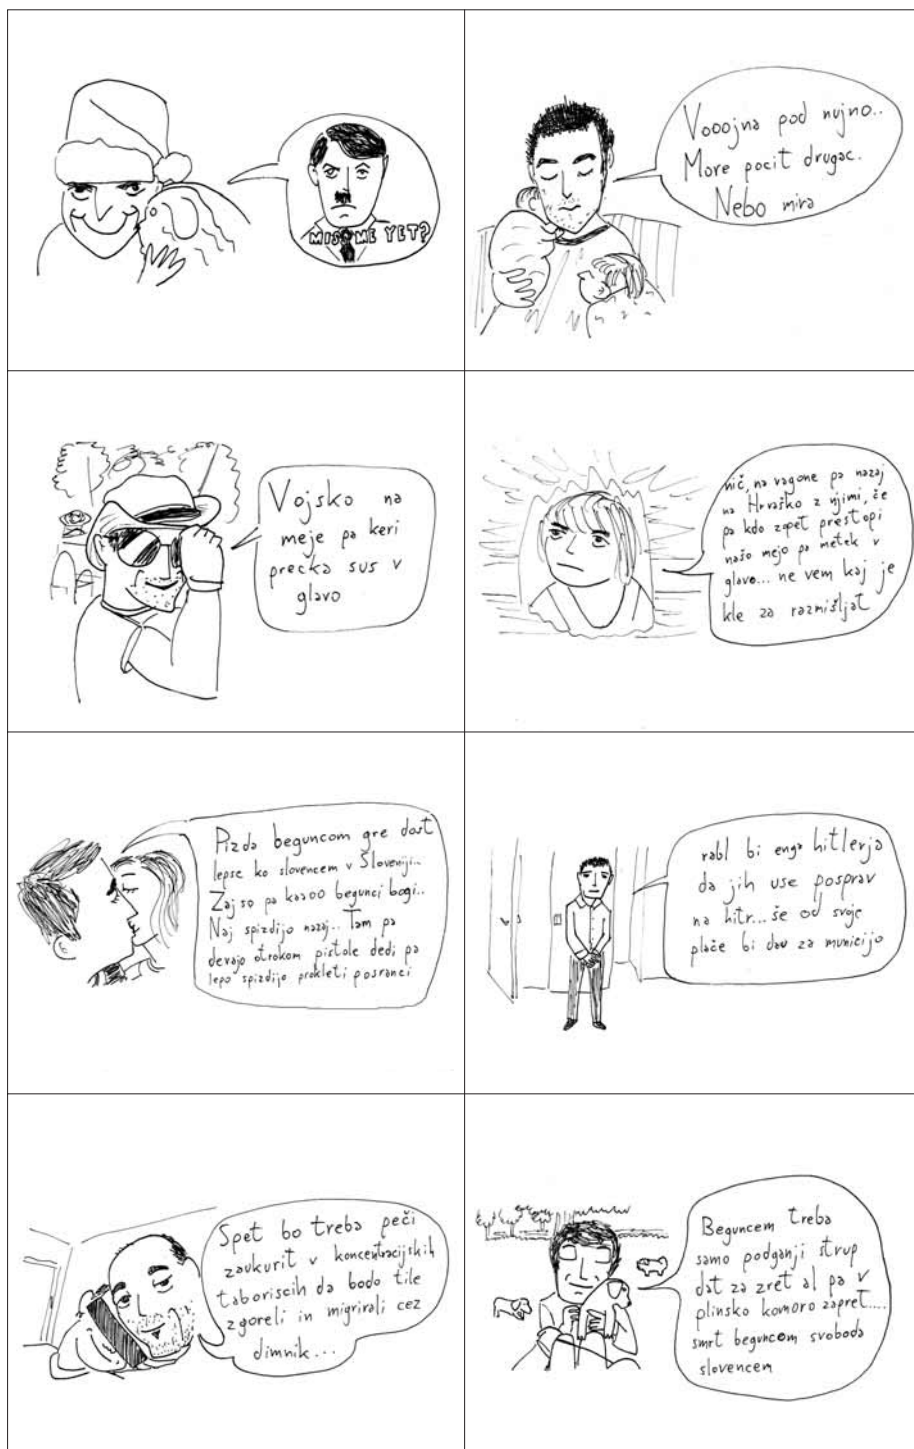 MISS ME YET?
Vooojna pod nujno..
More pocit drugac.
Nebo mira
Vojsko na
meje pa keri
precka sus v
glavo
nič, na vagone pa nazaj
na Hrvaško z njimi, če
pa kdo zopet prestopi
našo mejo pa metek v
glavo... ne vem kaj je
kle za razmišljat
Pizda beguncom gre dost
lepse ko slovencem v Sloveniji..
Zaj so pa kaooo begunci bogi..
Naj spizdijo nazaj.. Tam pa
devajo otrokom pistole dedi pa
lepo spizdijo prokleti posranci
rabl bi enga hitlerja
da jih use posprav
na hitr... še od svoje
plače bi dav za municijo
Spet bo treba peči
zaukurit v koncentracijskih
taboriscih da bodo tile
zgoreli in migrirali cez
dimnik...
Beguncem treba
samo podganji strup
dat za zret al pa v
plinsko komoro zapret....
smrt beguncem svoboda
slovencem